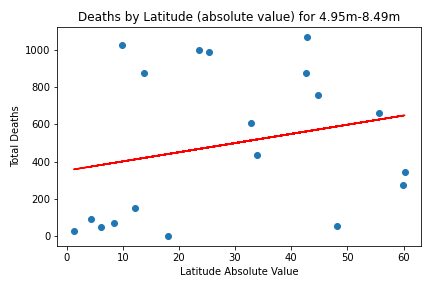 Deaths by Latitude (absolute value) for 4.95m-8.49m
1000
800
600
400
200
0
Total Deaths
0 10 20 30 40 50 60
Latitude Absolute Value